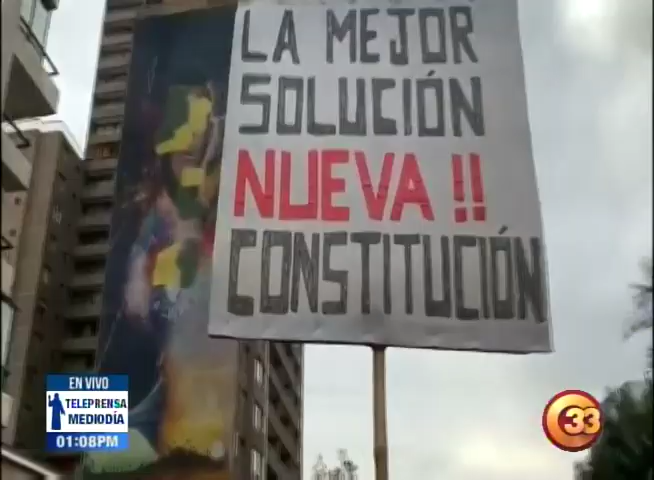 LA MEJOR
SOLUCIÓN
NUEVA !!
CONSTITUCIÓN
EN VIVO
TELEPRENSA
MEDIODÍA
01:08PM
33